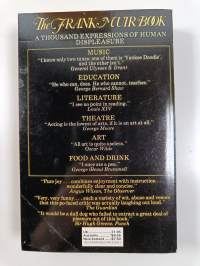 The FRANK MUIR BOOK
A THOUSAND EXPRESSIONS OF HUMAN
DISPLEASURE
MUSIC
"I know only two tunes; one of them is 'Yankee Doodle',
and the other isn't."
General Ulysses S. Grant
EDUCATION
"He who can, does. He who cannot, teaches."
George Bernard Shaw
LITERATURE
"I see no point in reading."
Louis XIV
THEATRE
"Acting is the lowest of the arts, if it is an art at all."
George Moore
ART
"All art is quite useless."
Oscar Wilde
FOOD AND DRINK
"I once ate a pea."
George (Beau) Brummell
"Pure joy ... combines enjoyment with instruction ...
wonderfully clear and concise."
Angus Wilson, The Observer
"Very, very funny ... such a variety of wit, abuse and venom
that this po-faced critic was actually laughing out loud."
The Guardian
"It would be a dull dog who failed to extract a great deal of
pleasure out of this book."
Sir Hugh Greene, Punch